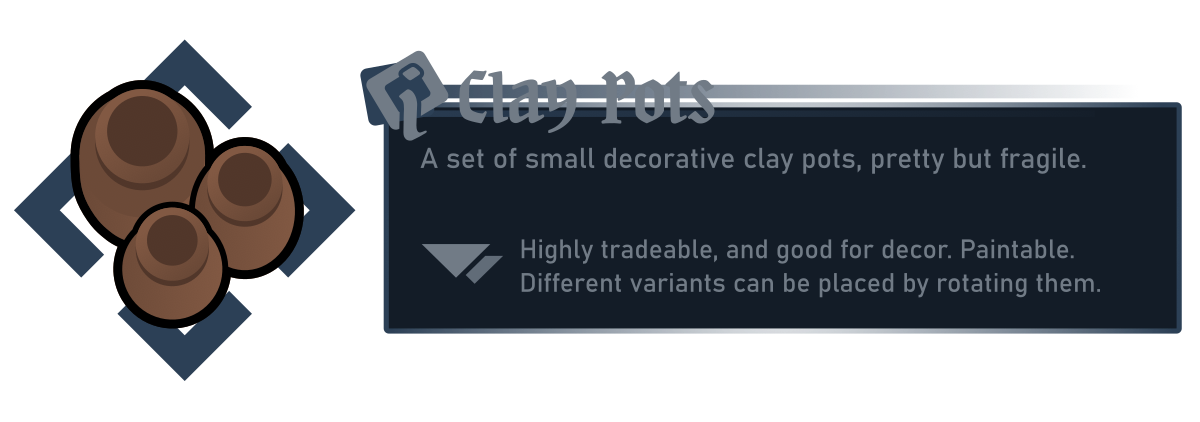 Clay Pots
A set of small decorative clay pots, pretty but fragile.
Highly tradeable, and good for decor. Paintable.
Different variants can be placed by rotating them.